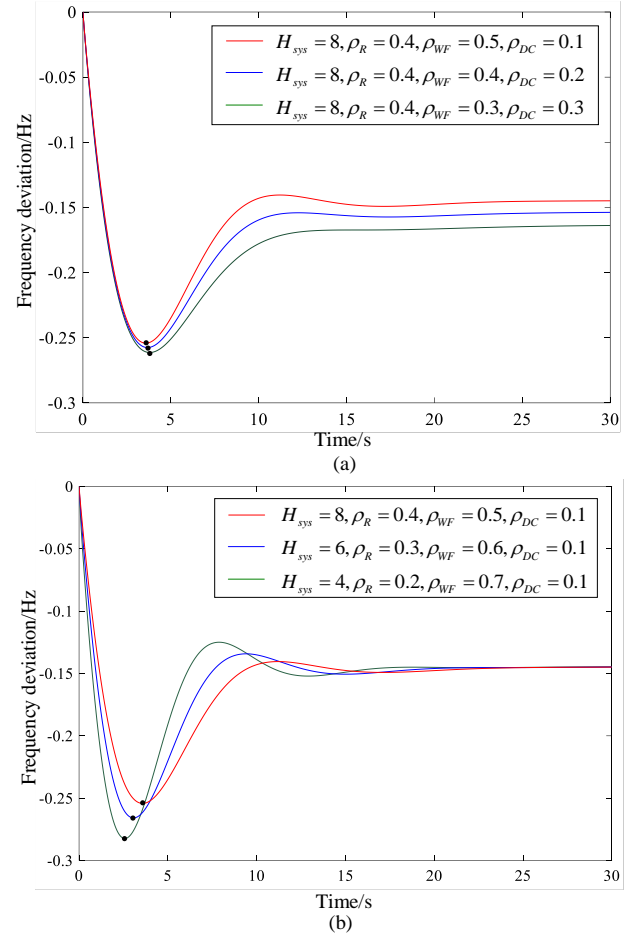 0
-0.05
-0.1
-0.15
-0.2
-0.25
-0.3
Frequency deviation/Hz
H_sys = 8, ρ_R = 0.4, ρ_WF = 0.5, ρ_DC = 0.1
H_sys = 8, ρ_R = 0.4, ρ_WF = 0.4, ρ_DC = 0.2
H_sys = 8, ρ_R = 0.4, ρ_WF = 0.3, ρ_DC = 0.3
0 5 10 15 20 25 30
Time/s
(a)
0
-0.05
-0.1
-0.15
-0.2
-0.25
-0.3
Frequency deviation/Hz
H_sys = 8, ρ_R = 0.4, ρ_WF = 0.5, ρ_DC = 0.1
H_sys = 6, ρ_R = 0.3, ρ_WF = 0.6, ρ_DC = 0.1
H_sys = 4, ρ_R = 0.2, ρ_WF = 0.7, ρ_DC = 0.1
0 5 10 15 20 25 30
Time/s
(b)